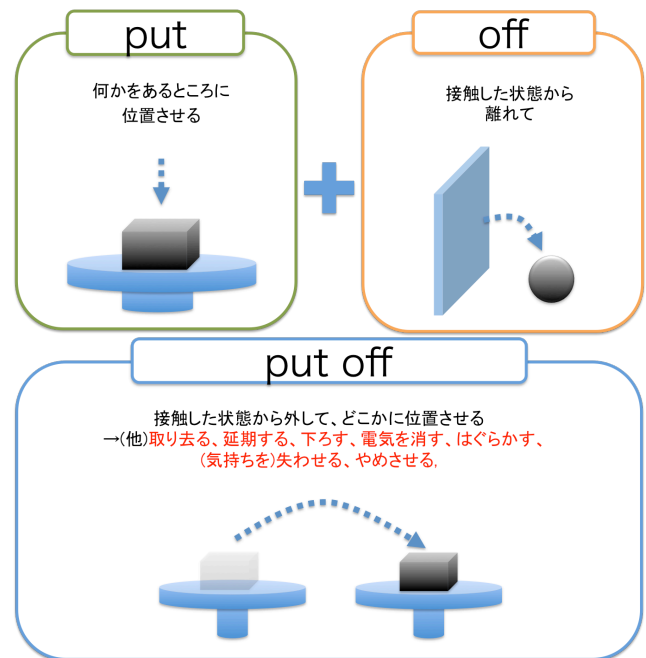 put
何かをあるところに
位置させる
off
接触した状態から
離れて
put off
接触した状態から外して、どこかに位置させる
→(他)取り去る、延期する、下ろす、電気を消す、はぐらかす、
(気持ちを)失わせる、やめさせる,